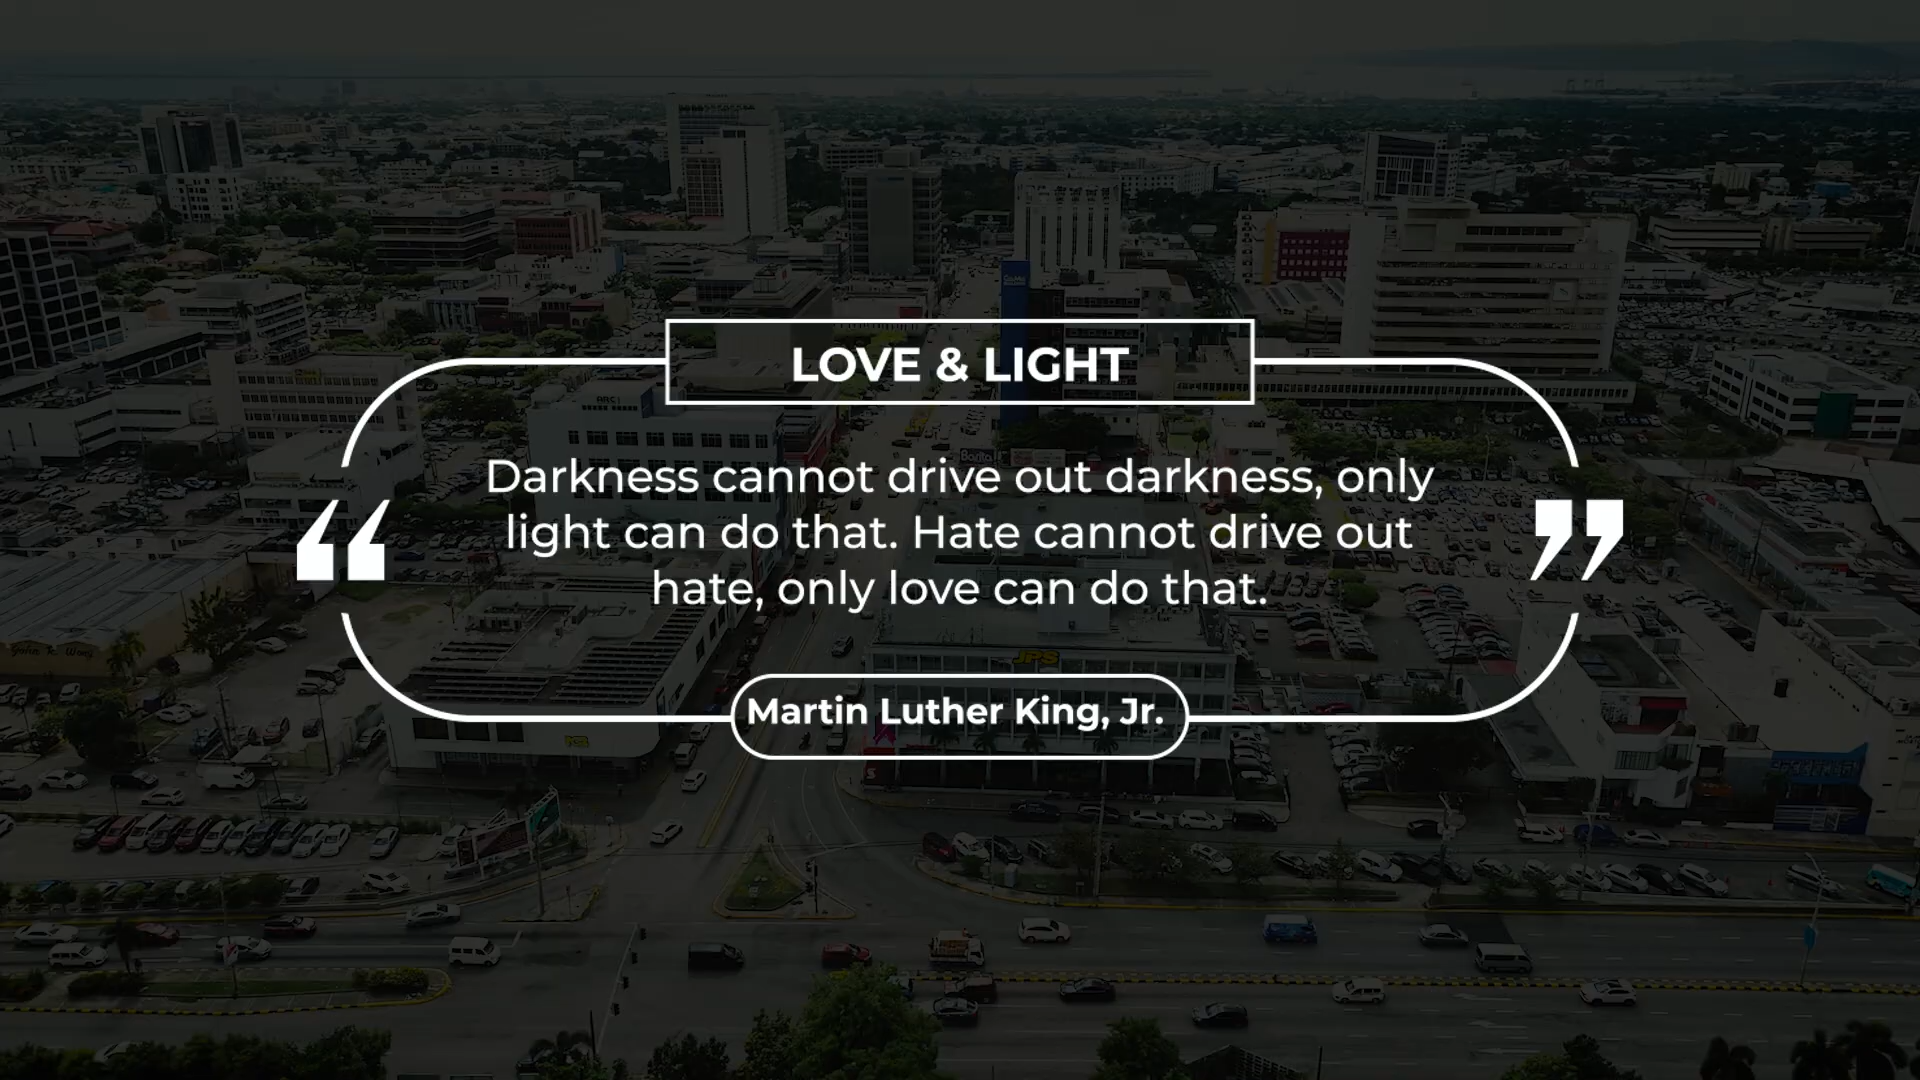 LOVE & LIGHT
Darkness cannot drive out darkness, only
light can do that. Hate cannot drive out
hate, only love can do that.
Martin Luther King, Jr.
JPS